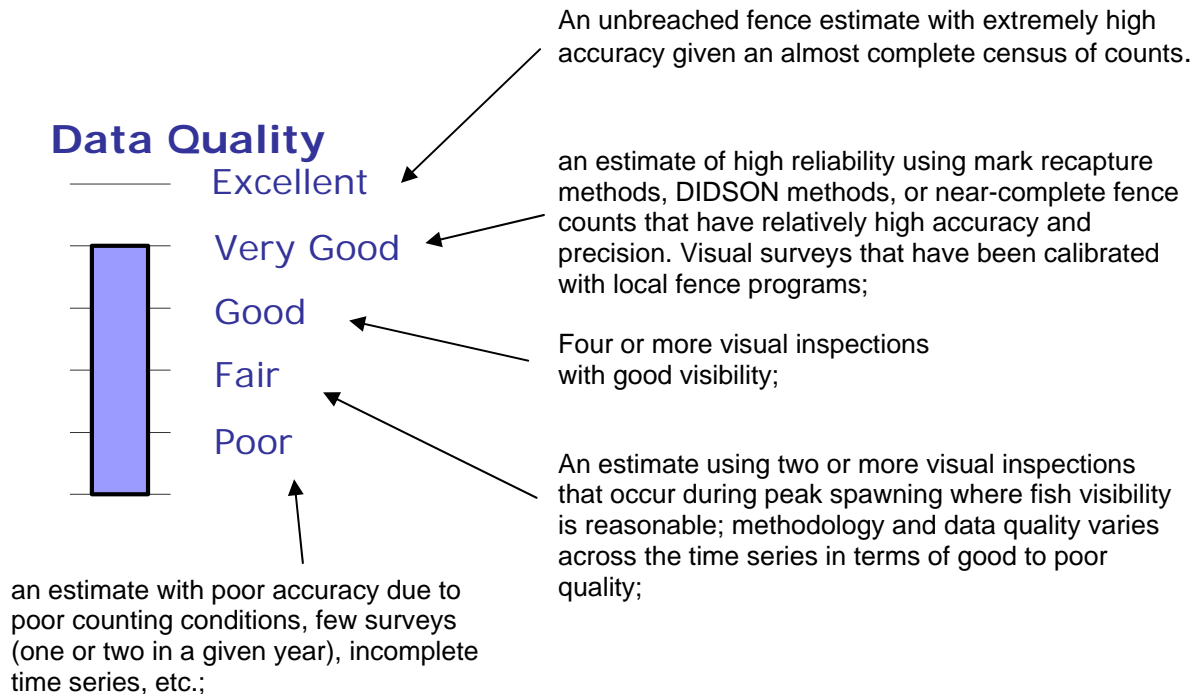 An unbreached fence estimate with extremely high
accuracy given an almost complete census of counts.
Data Quality
Excellent
an estimate of high reliability using mark recapture
methods, DIDSON methods, or near-complete fence
counts that have relatively high accuracy and
precision. Visual surveys that have been calibrated
with local fence programs;
Very Good
Good
Four or more visual inspections
with good visibility;
Fair
Poor
An estimate using two or more visual inspections
that occur during peak spawning where fish visibility
is reasonable; methodology and data quality varies
across the time series in terms of good to poor
quality;
an estimate with poor accuracy due to
poor counting conditions, few surveys
(one or two in a given year), incomplete
time series, etc.;